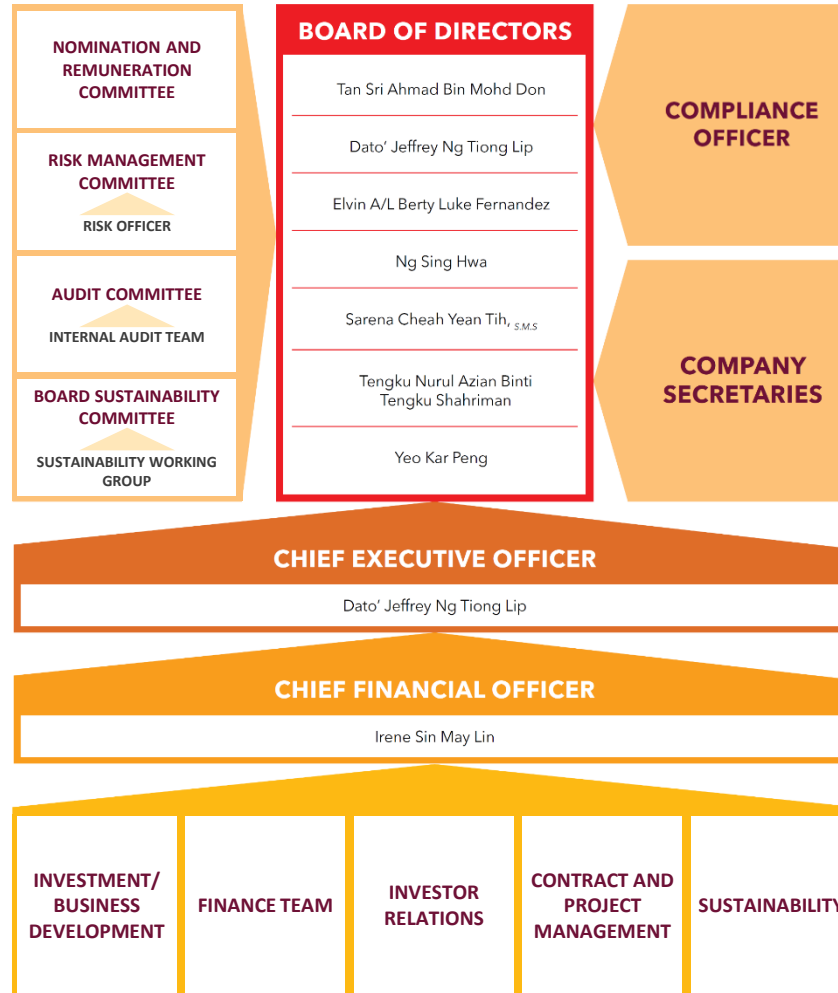 NOMINATION AND
REMUNERATION
COMMITTEE
RISK MANAGEMENT
COMMITTEE
RISK OFFICER
AUDIT COMMITTEE
INTERNAL AUDIT TEAM
BOARD SUSTAINABILITY
COMMITTEE
SUSTAINABILITY WORKING
GROUP
BOARD OF DIRECTORS
Tan Sri Ahmad Bin Mohd Don
Dato’ Jeffrey Ng Tiong Lip
Elvin A/L Berty Luke Fernandez
Ng Sing Hwa
Sarena Cheah Yean Tih, S.M.S
Tengku Nurul Azian Binti
Tengku Shahriman
Yeo Kar Peng
COMPLIANCE
OFFICER
COMPANY
SECRETARIES
CHIEF EXECUTIVE OFFICER
Dato’ Jeffrey Ng Tiong Lip
CHIEF FINANCIAL OFFICER
Irene Sin May Lin
INVESTMENT/
BUSINESS
DEVELOPMENT
FINANCE TEAM
INVESTOR
RELATIONS
CONTRACT AND
PROJECT
MANAGEMENT
SUSTAINABILITY